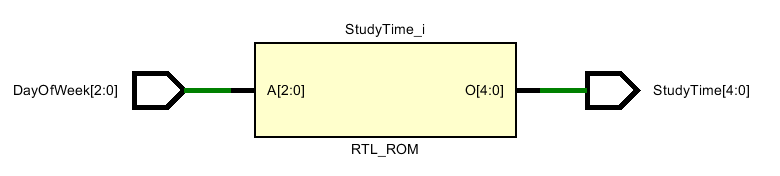 StudyTime_i
DayOfWeek[2:0] A[2:0] O[4:0] StudyTime[4:0]
RTL_ROM